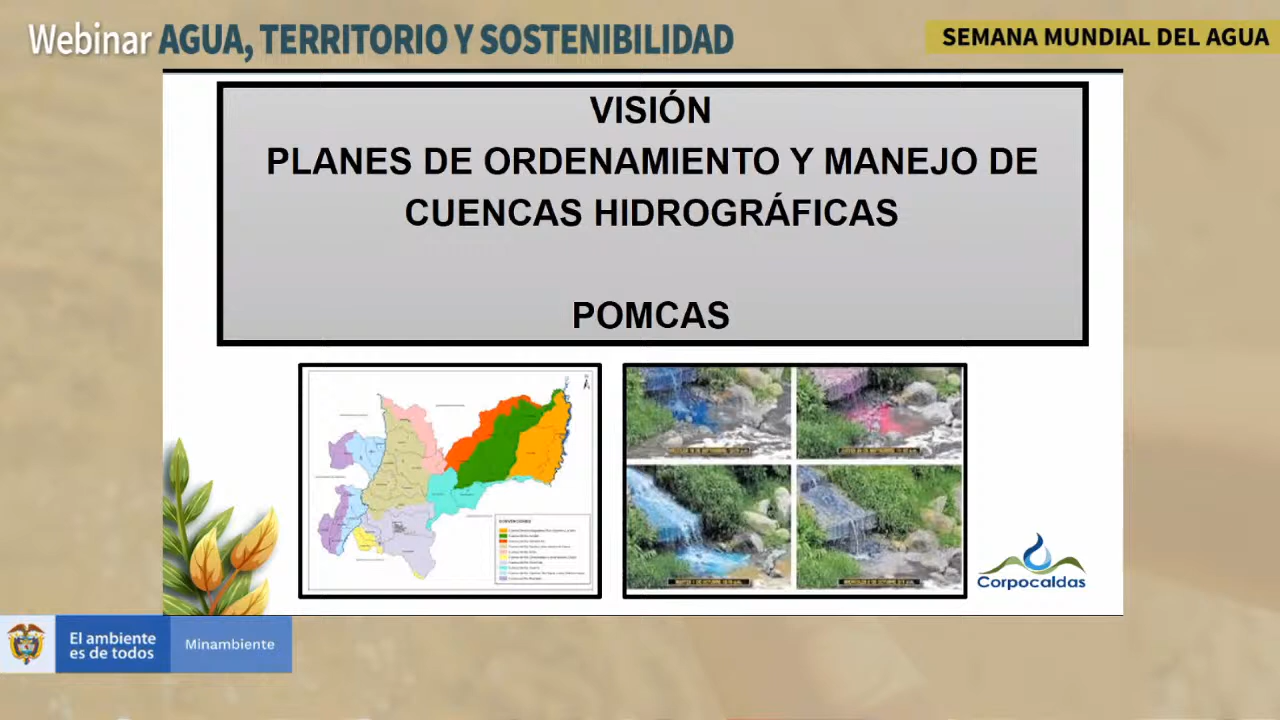 Webinar AGUA, TERRITORIO Y SOSTENIBILIDAD
SEMANA MUNDIAL DEL AGUA
VISIÓN
PLANES DE ORDENAMIENTO Y MANEJO DE
CUENCAS HIDROGRÁFICAS
POMCAS
CONVENCIONES
Corpocaldas
El ambiente
es de todos
Minambiente